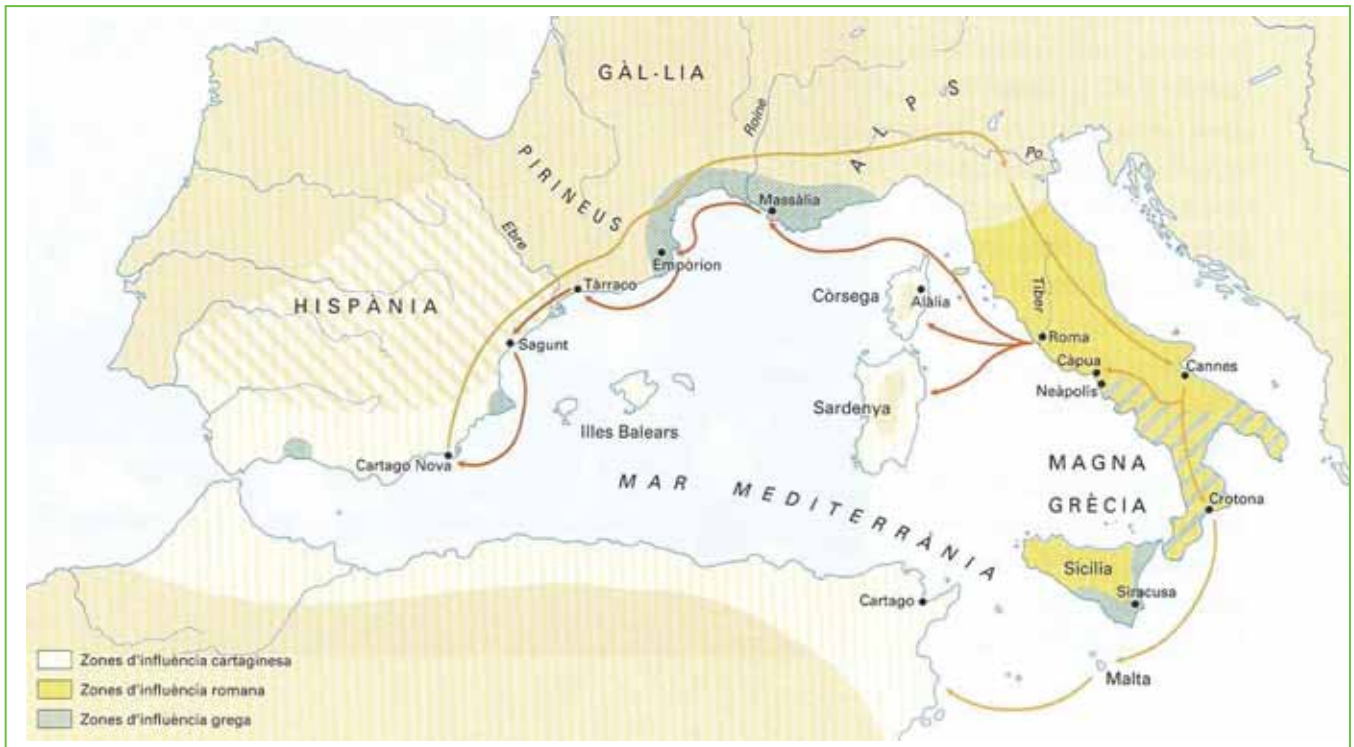 GÀL·LIA
Roine
ALPS
Po
PIRINEUS
Massàlia
Ebre
Empòrion
Tàrraco
Còrsega
Alàlia
Tíber
HISPÀNIA
Roma
Sagunt
Càpua
Cannes
Neàpolis
Sardenya
Illes Balears
Cartago Nova
MAR MEDITERRÀNIA
MAGNA
GRÈCIA
Crotona
Sicília
Cartago
Siracusa
Malta
Zones d'influència cartaginesa
Zones d'influència romana
Zones d'influència grega